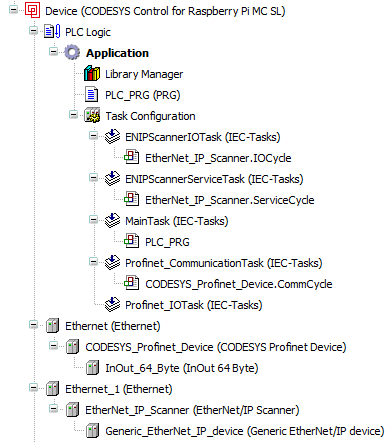 Device (CODESYS Control for Raspberry Pi MC SL)
PLC Logic
Application
Library Manager
PLC_PRG (PRG)
Task Configuration
ENIPScannerIOTask (IEC-Tasks)
EtherNet_IP_Scanner.IOCycle
ENIPScannerServiceTask (IEC-Tasks)
EtherNet_IP_Scanner.ServiceCycle
MainTask (IEC-Tasks)
PLC_PRG
Profinet_CommunicationTask (IEC-Tasks)
CODESYS_Profinet_Device.CommCycle
Profinet_IOTask (IEC-Tasks)
Ethernet (Ethernet)
CODESYS_Profinet_Device (CODESYS Profinet Device)
InOut_64_Byte (InOut 64 Byte)
Ethernet_1 (Ethernet)
EtherNet_IP_Scanner (EtherNet/IP Scanner)
Generic_EtherNet_IP_device (Generic EtherNet/IP device)